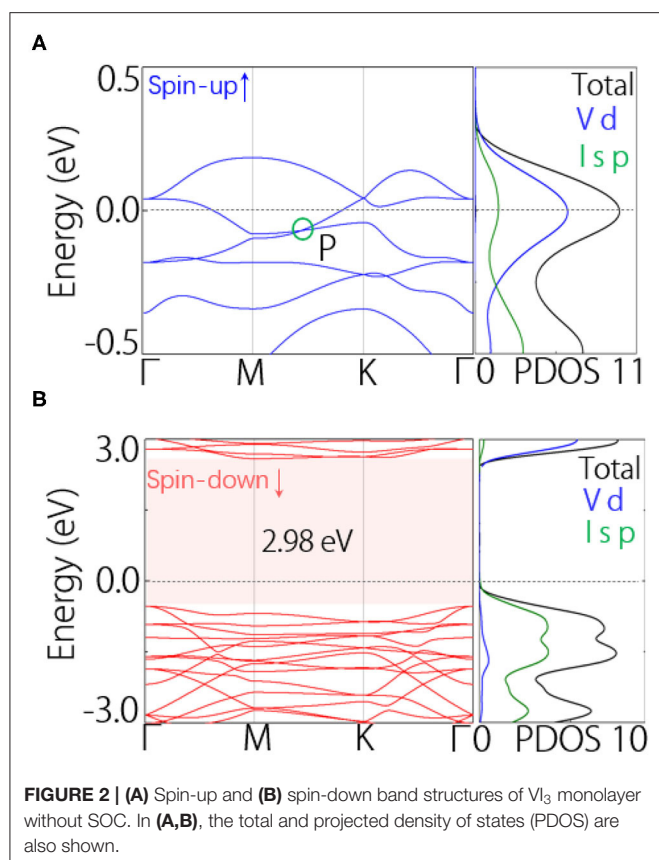 A
Energy (eV)
0.5
0.0
-0.5
Spin-up↑
P
Γ M K Γ
Total
V d
I s p
0 PDOS 11
B
Energy (eV)
3.0
0.0
-3.0
Spin-down↓
2.98 eV
Γ M K Γ
Total
V d
I s p
0 PDOS 10
FIGURE 2 | (A) Spin-up and (B) spin-down band structures of VI₃ monolayer
without SOC. In (A,B), the total and projected density of states (PDOS) are
also shown.